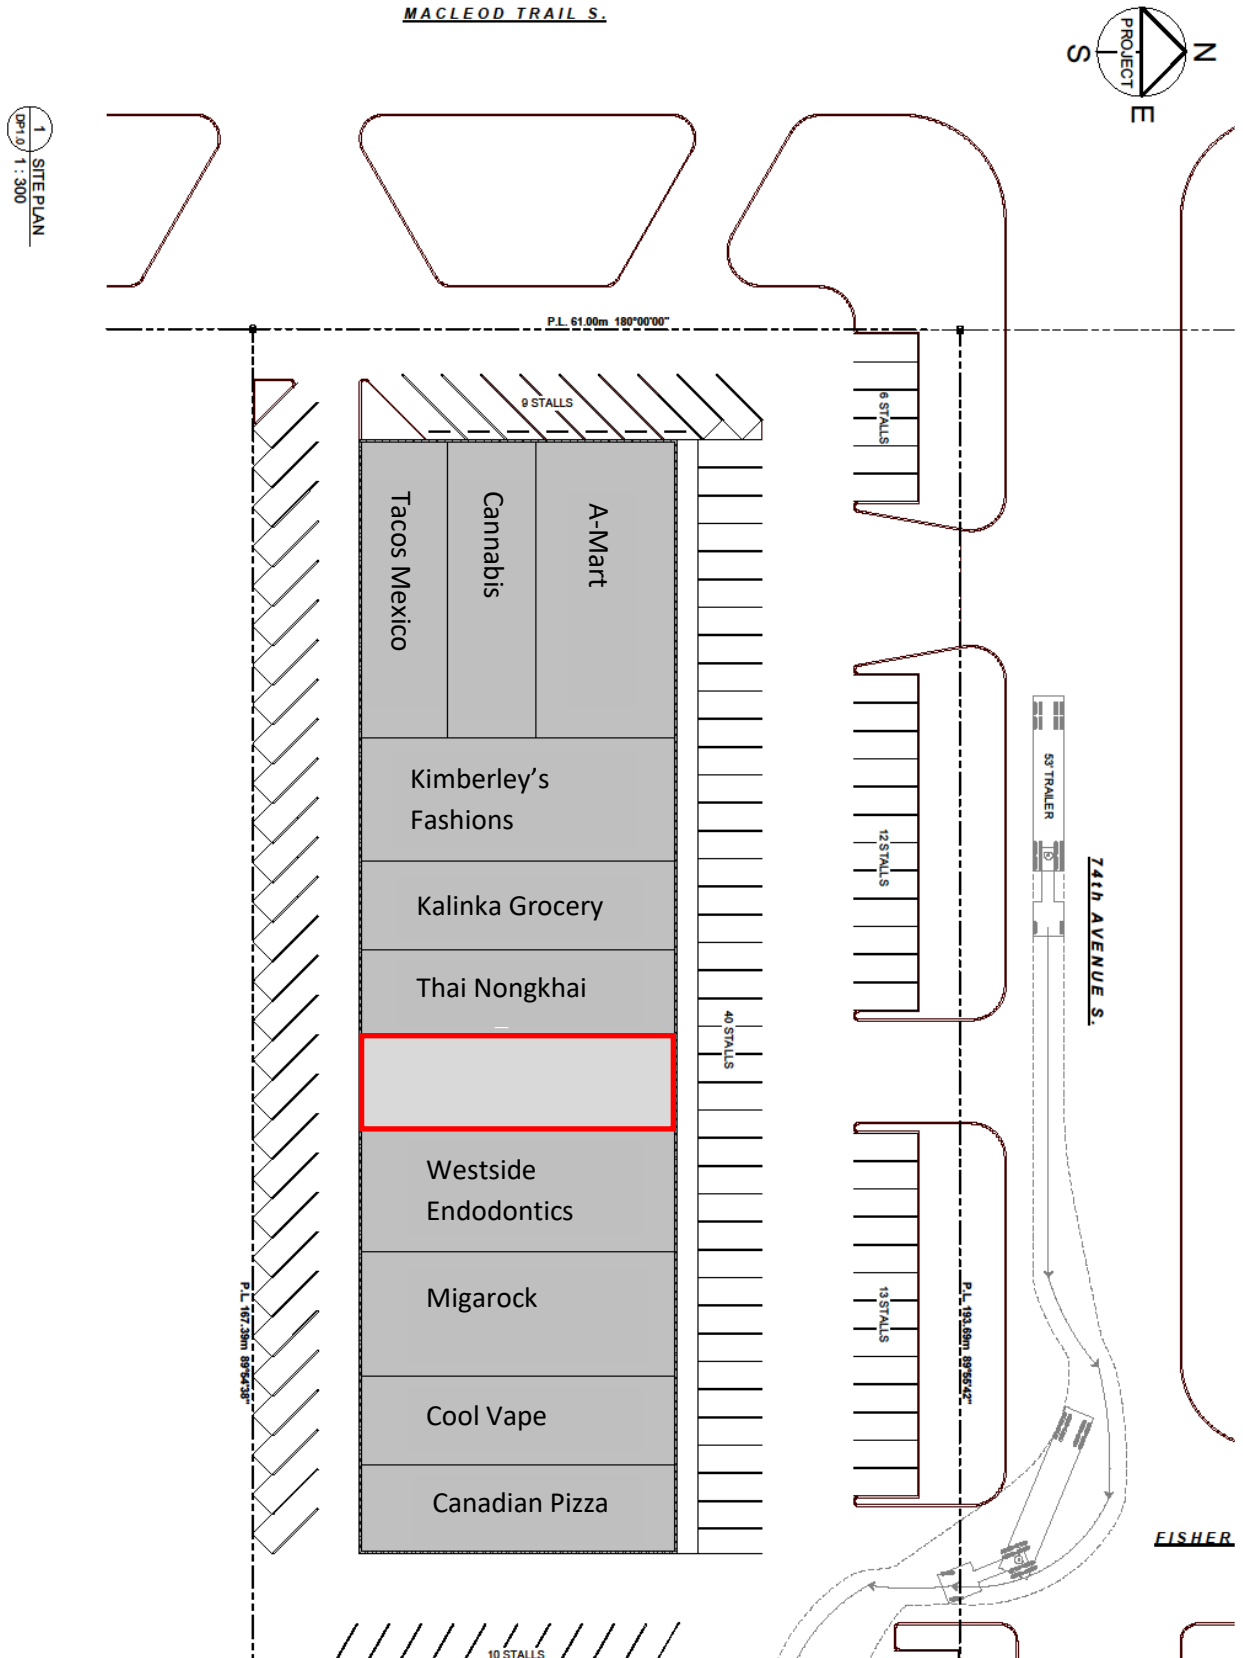 MACLEOD TRAIL S.
N
PROJECT
S
E
1
DP1.0
SITE PLAN
1 : 300
P.L. 61.00m 180°00'00"
9 STALLS
6 STALLS
Tacos Mexico
Cannabis
A-Mart
Kimberley’s
Fashions
53' TRAILER
12 STALLS
74th AVENUE S.
Kalinka Grocery
Thai Nongkhai
40 STALLS
Westside
Endodontics
Migarock
13 STALLS
P.L. 167.39m 89°54'38"
P.L. 193.69m 89°55'42"
Cool Vape
Canadian Pizza
FISHER
10 STALLS